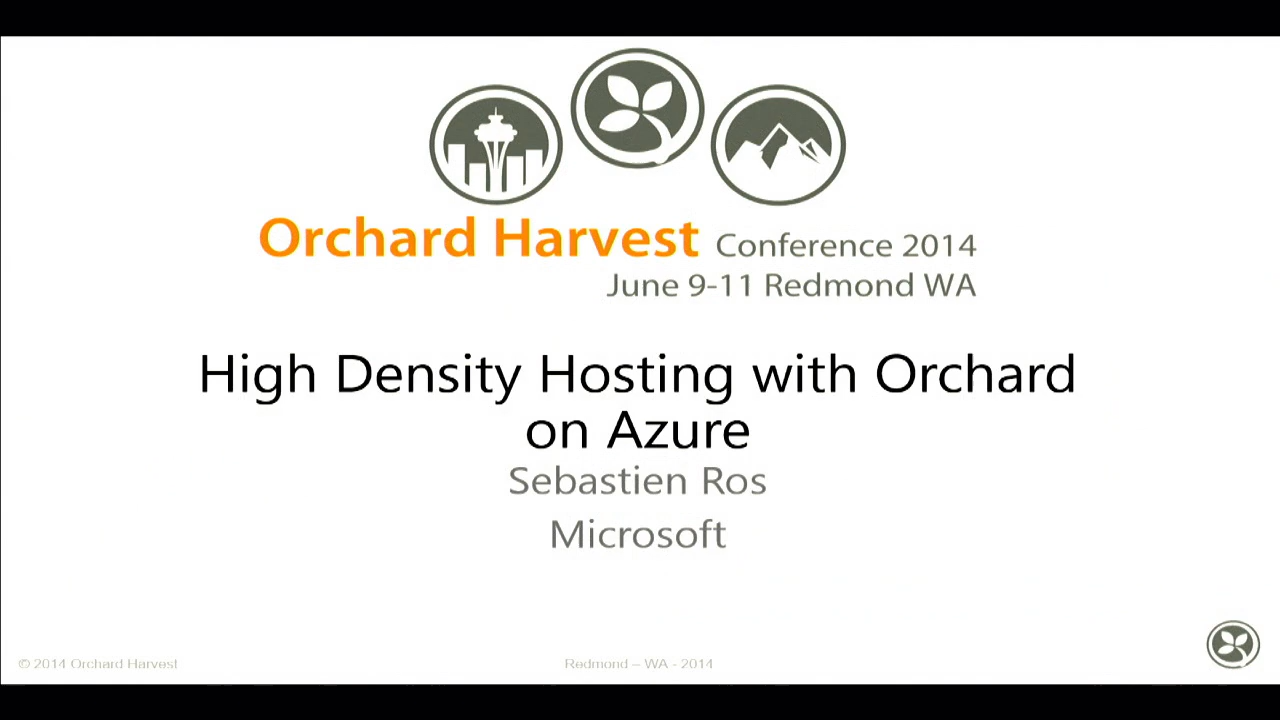 Orchard Harvest Conference 2014
June 9-11 Redmond WA
High Density Hosting with Orchard
on Azure
Sebastien Ros
Microsoft
© 2014 Orchard Harvest
Redmond – WA - 2014